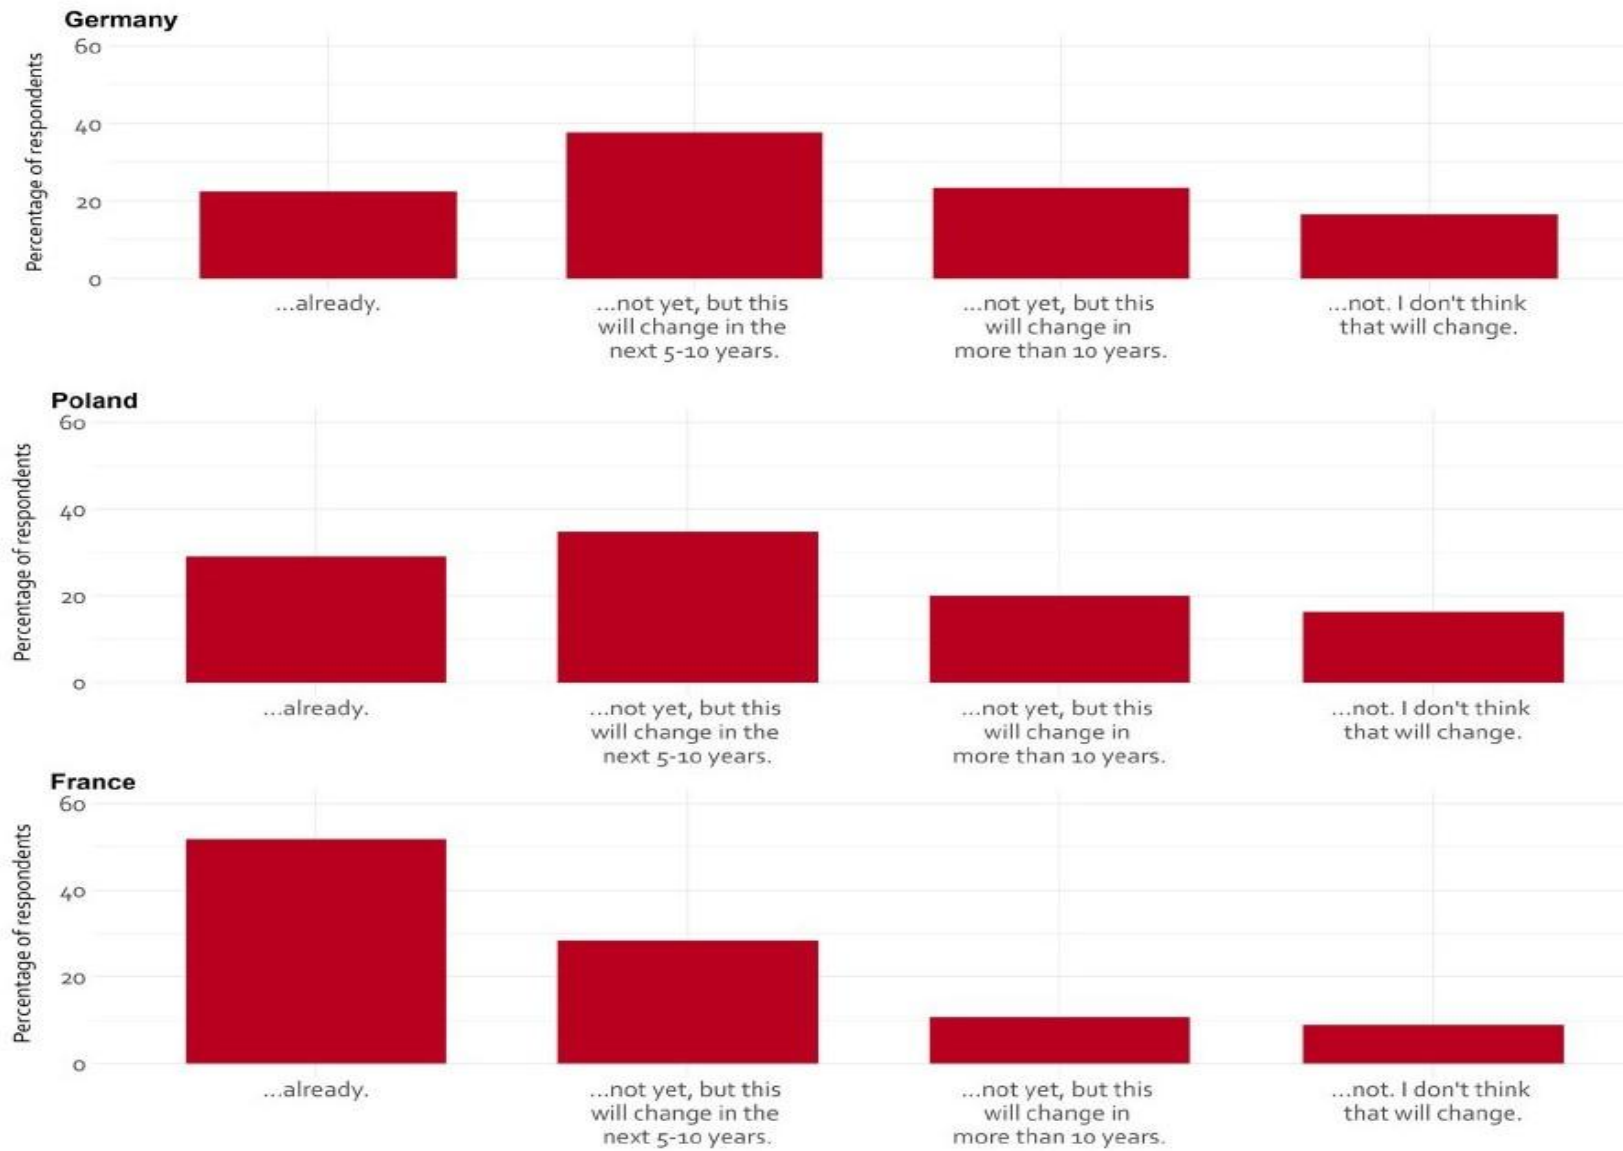 Germany
Percentage of respondents
60
40
20
0
...already.
...not yet, but this
will change in the
next 5-10 years.
...not yet, but this
will change in
more than 10 years.
...not. I don't think
that will change.
Poland
Percentage of respondents
60
40
20
0
...already.
...not yet, but this
will change in the
next 5-10 years.
...not yet, but this
will change in
more than 10 years.
...not. I don't think
that will change.
France
Percentage of respondents
60
40
20
0
...already.
...not yet, but this
will change in the
next 5-10 years.
...not yet, but this
will change in
more than 10 years.
...not. I don't think
that will change.